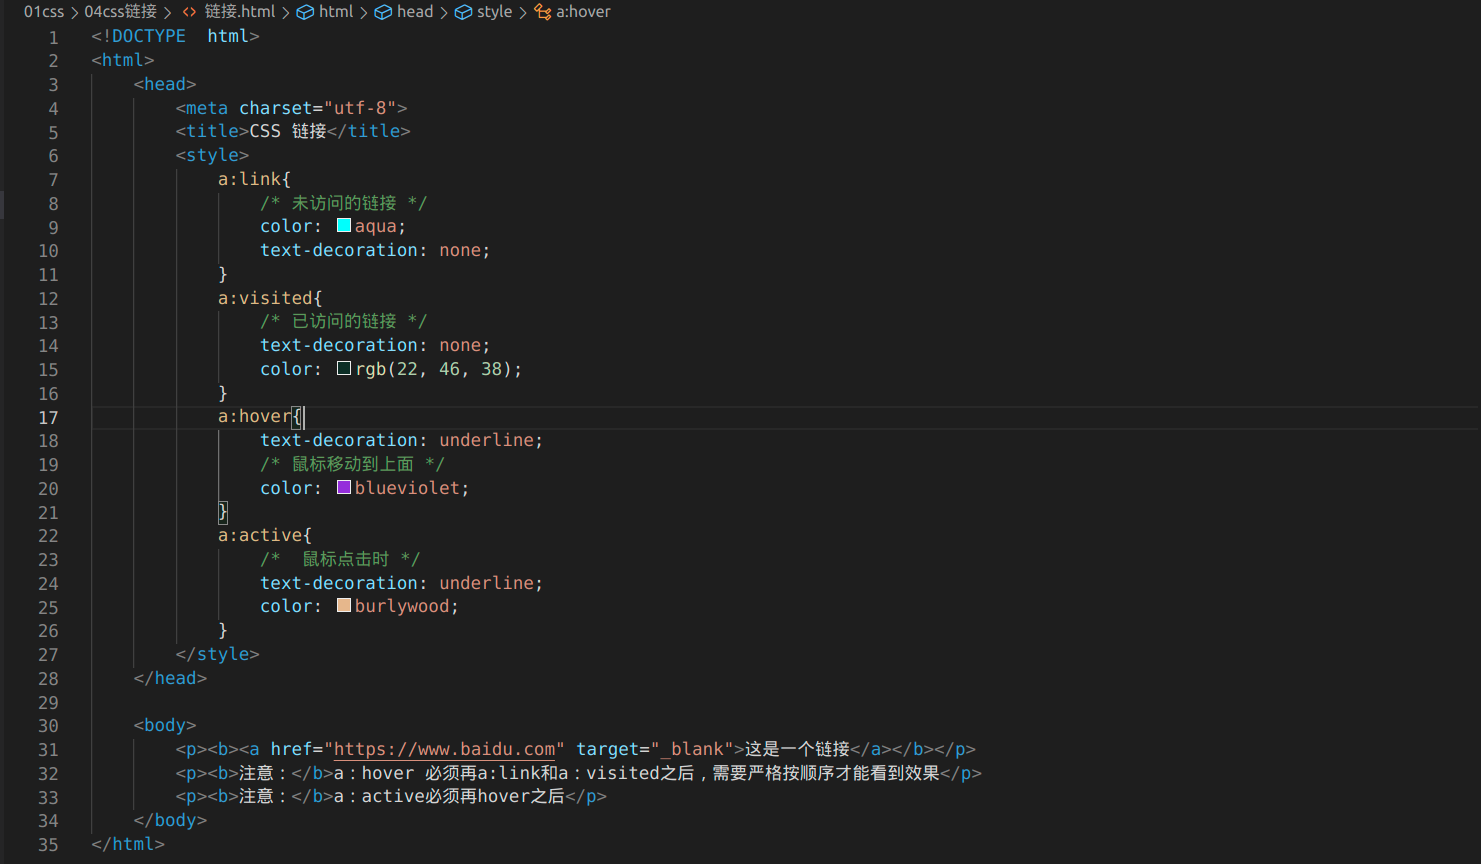 01css > 04css链接 > <> 链接.html > html > head > style > a:hover
1 <!DOCTYPE  html>
2 <html>
3     <head>
4         <meta charset="utf-8">
5         <title>CSS 链接</title>
6         <style>
7             a:link{
8                 /* 未访问的链接 */
9                 color: aqua;
10                 text-decoration: none;
11             }
12             a:visited{
13                 /* 已访问的链接 */
14                 text-decoration: none;
15                 color: rgb(22, 46, 38);
16             }
17             a:hover{
18                 text-decoration: underline;
19                 /* 鼠标移动到上面 */
20                 color: blueviolet;
21             }
22             a:active{
23                 /*  鼠标点击时 */
24                 text-decoration: underline;
25                 color: burlywood;
26             }
27         </style>
28     </head>
29
30     <body>
31         <p><b><a href="https://www.baidu.com" target="_blank">这是一个链接</a></b></p>
32         <p><b>注意：</b>a：hover 必须再a:link和a：visited之后，需要严格按顺序才能看到效果</p>
33         <p><b>注意：</b>a：active必须再hover之后</p>
34     </body>
35 </html>